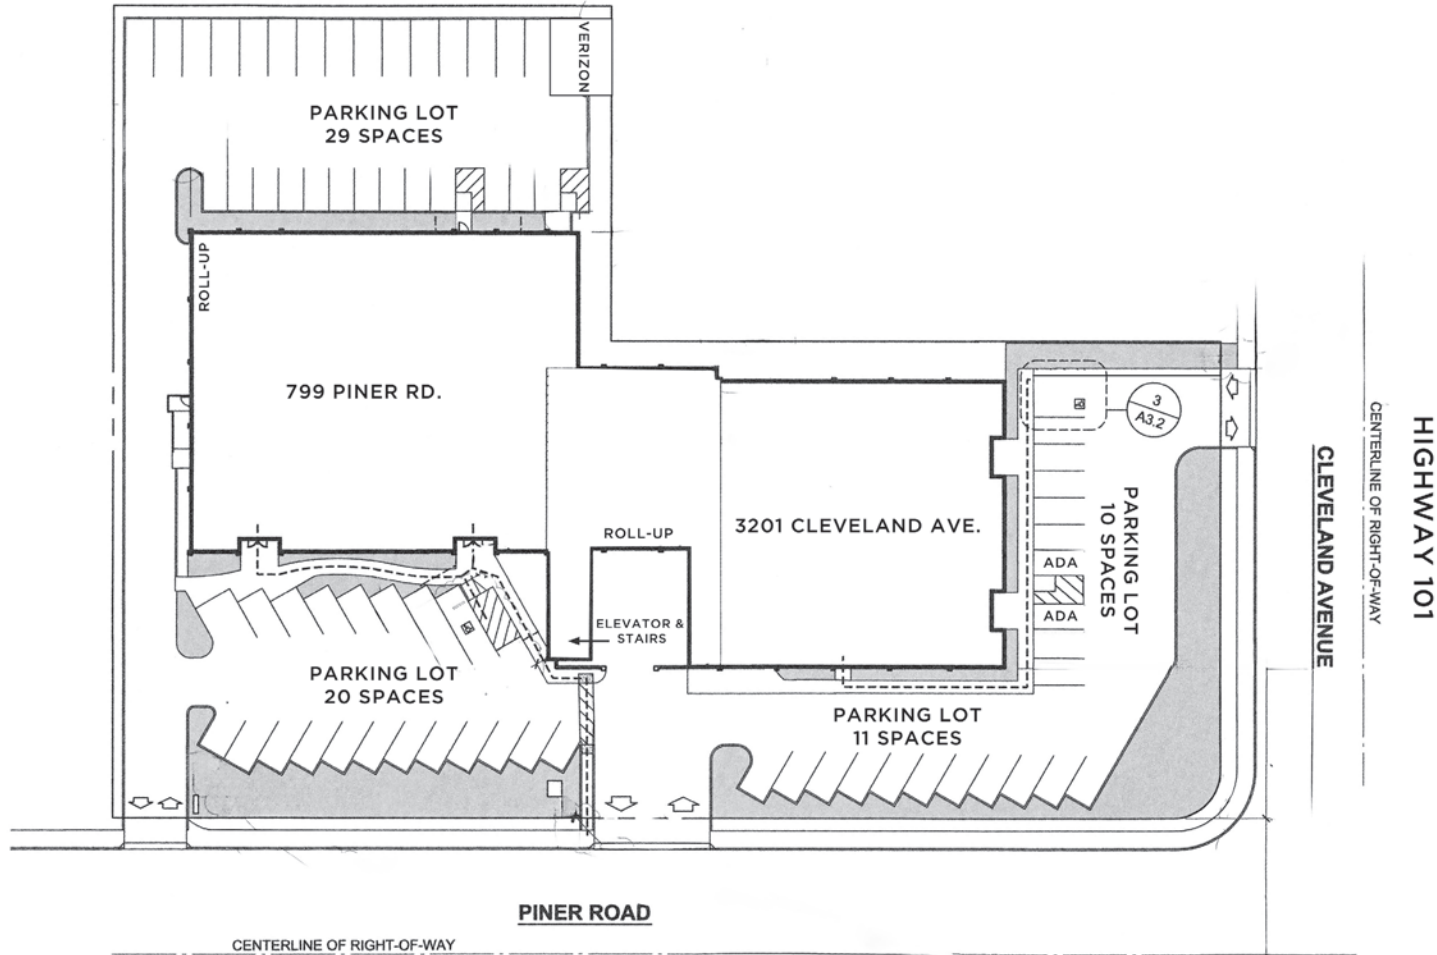 VERIZON
PARKING LOT
29 SPACES
ROLL-UP
799 PINER RD.
3
A3.2
ROLL-UP
3201 CLEVELAND AVE.
PARKING LOT
10 SPACES
ADA
ADA
ELEVATOR &
STAIRS
PARKING LOT
20 SPACES
PARKING LOT
11 SPACES
CENTERLINE OF RIGHT-OF-WAY
CLEVELAND AVENUE
HIGHWAY 101
PINER ROAD
CENTERLINE OF RIGHT-OF-WAY